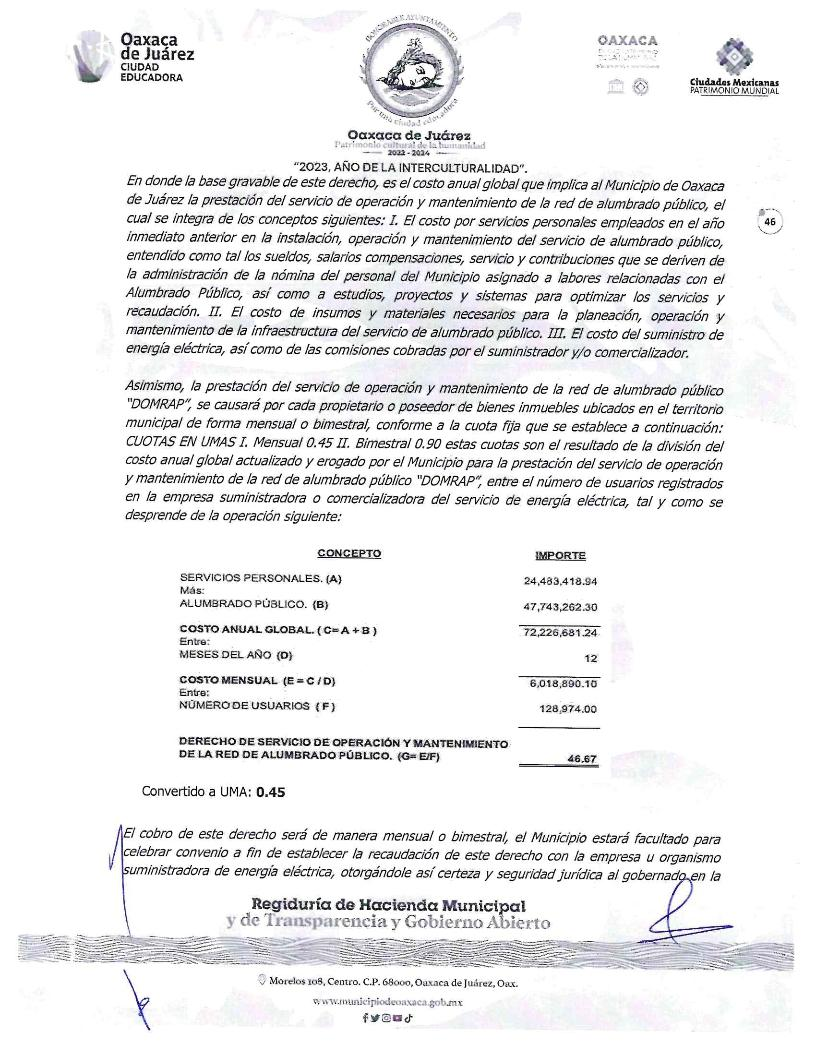 Oaxaca
de Juárez
CIUDAD
EDUCADORA
HONORABLE AYUNTAMIENTO
Por una ciudad educadora
Oaxaca de Juárez
Patrimonio cultural de la humanidad
2022 - 2024
OAXACA
Ciudades Mexicanas
PATRIMONIO MUNDIAL
"2023, AÑO DE LA INTERCULTURALIDAD".
46
En donde la base gravable de este derecho, es el costo anual global que implica al Municipio de Oaxaca
de Juárez la prestación del servicio de operación y mantenimiento de la red de alumbrado público, el
cual se integra de los conceptos siguientes: I. El costo por servicios personales empleados en el año
inmediato anterior en la instalación, operación y mantenimiento del servicio de alumbrado público,
entendido como tal los sueldos, salarios compensaciones, servicio y contribuciones que se deriven de
la administración de la nómina del personal del Municipio asignado a labores relacionadas con el
Alumbrado Público, así como a estudios, proyectos y sistemas para optimizar los servicios y
recaudación. II. El costo de insumos y materiales necesarios para la planeación, operación y
mantenimiento de la infraestructura del servicio de alumbrado público. III. El costo del suministro de
energía eléctrica, así como de las comisiones cobradas por el suministrador y/o comercializador.
Asimismo, la prestación del servicio de operación y mantenimiento de la red de alumbrado público
"DOMRAP", se causará por cada propietario o poseedor de bienes inmuebles ubicados en el territorio
municipal de forma mensual o bimestral, conforme a la cuota fija que se establece a continuación:
CUOTAS EN UMAS I. Mensual 0.45 II. Bimestral 0.90 estas cuotas son el resultado de la división del
costo anual global actualizado y erogado por el Municipio para la prestación del servicio de operación
y mantenimiento de la red de alumbrado público "DOMRAP", entre el número de usuarios registrados
en la empresa suministradora o comercializadora del servicio de energía eléctrica, tal y como se
desprende de la operación siguiente:
CONCEPTO IMPORTE
SERVICIOS PERSONALES. (A) 24,483,418.94
Más:
ALUMBRADO PÚBLICO. (B) 47,743,262.30
COSTO ANUAL GLOBAL. ( C= A + B ) 72,226,681.24
Entre:
MESES DEL AÑO (D) 12
COSTO MENSUAL (E = C / D) 6,018,890.10
Entre:
NÚMERO DE USUARIOS ( F ) 128,974.00
DERECHO DE SERVICIO DE OPERACIÓN Y MANTENIMIENTO
DE LA RED DE ALUMBRADO PÚBLICO. (G= E/F) 46.67
Convertido a UMA: 0.45
El cobro de este derecho será de manera mensual o bimestral, el Municipio estará facultado para
celebrar convenio a fin de establecer la recaudación de este derecho con la empresa u organismo
suministradora de energía eléctrica, otorgándole así certeza y seguridad jurídica al gobernado en la
Regiduría de Hacienda Municipal
y de Transparencia y Gobierno Abierto
Morelos 108, Centro. C.P. 68000, Oaxaca de Juárez, Oax.
www.municipiodeoaxaca.gob.mx